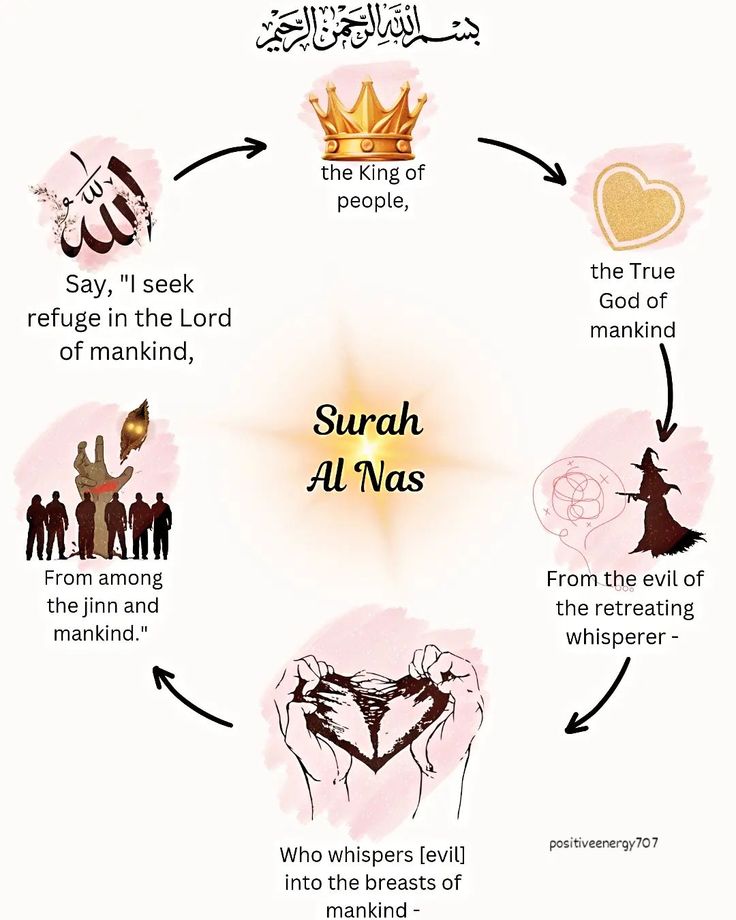 بسم الله الرحمن الرحيم
الله
Say, "I seek
refuge in the Lord
of mankind,
the King of
people,
the True
God of
mankind
From the evil of
the retreating
whisperer -
Who whispers [evil]
into the breasts of
mankind -
From among
the jinn and
mankind."
Surah
Al Nas
positiveenergy707